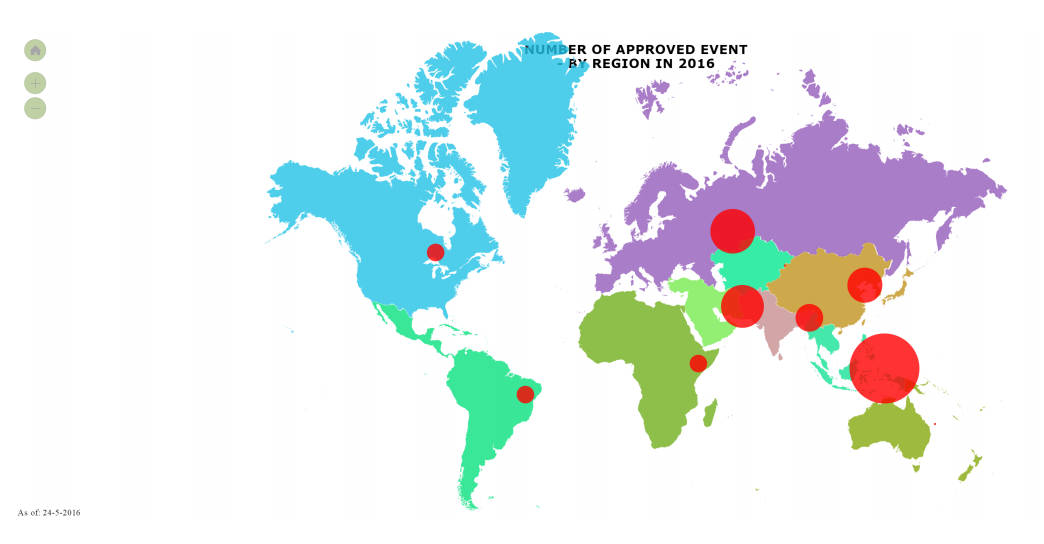 NUMBER OF APPROVED EVENT
- BY REGION IN 2016
As of: 24-5-2016